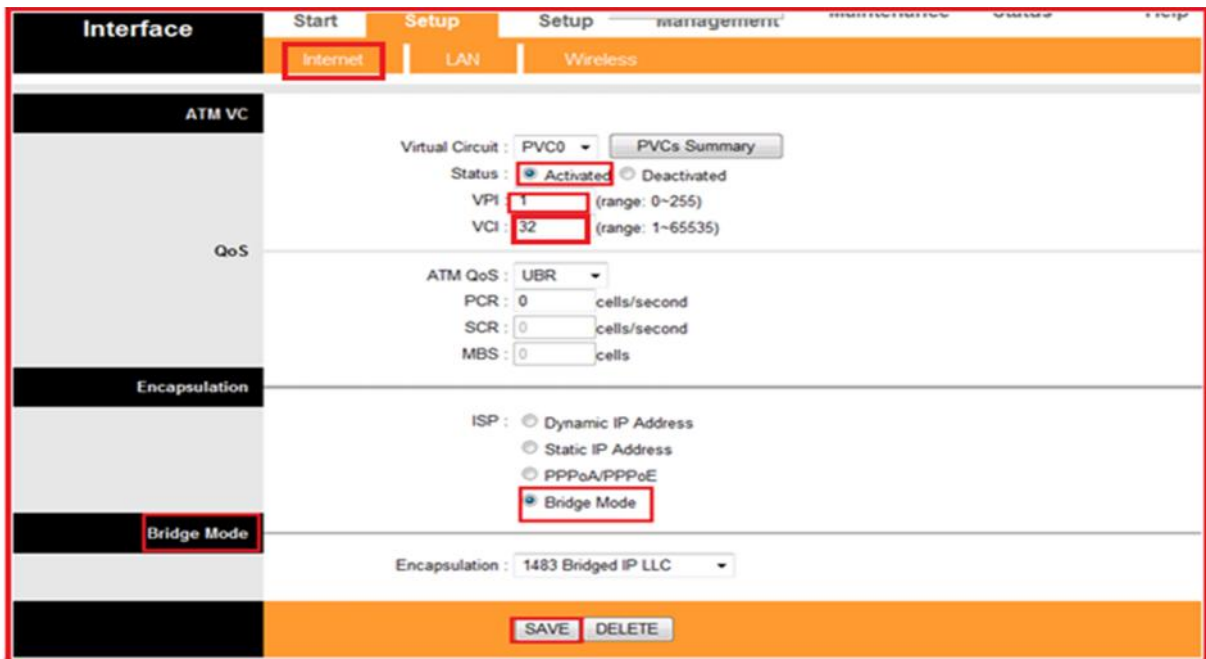 Interface
Start Setup Setup Management Maintenance Status Help
Internet LAN Wireless
ATM VC
Virtual Circuit : PVC0 PVCs Summary
Status : Activated Deactivated
VPI : 1 (range: 0~255)
VCI : 32 (range: 1~65535)
QoS
ATM QoS : UBR
PCR : 0 cells/second
SCR : 0 cells/second
MBS : 0 cells
Encapsulation
ISP : Dynamic IP Address
Static IP Address
PPPoA/PPPoE
Bridge Mode
Bridge Mode
Encapsulation : 1483 Bridged IP LLC
SAVE DELETE